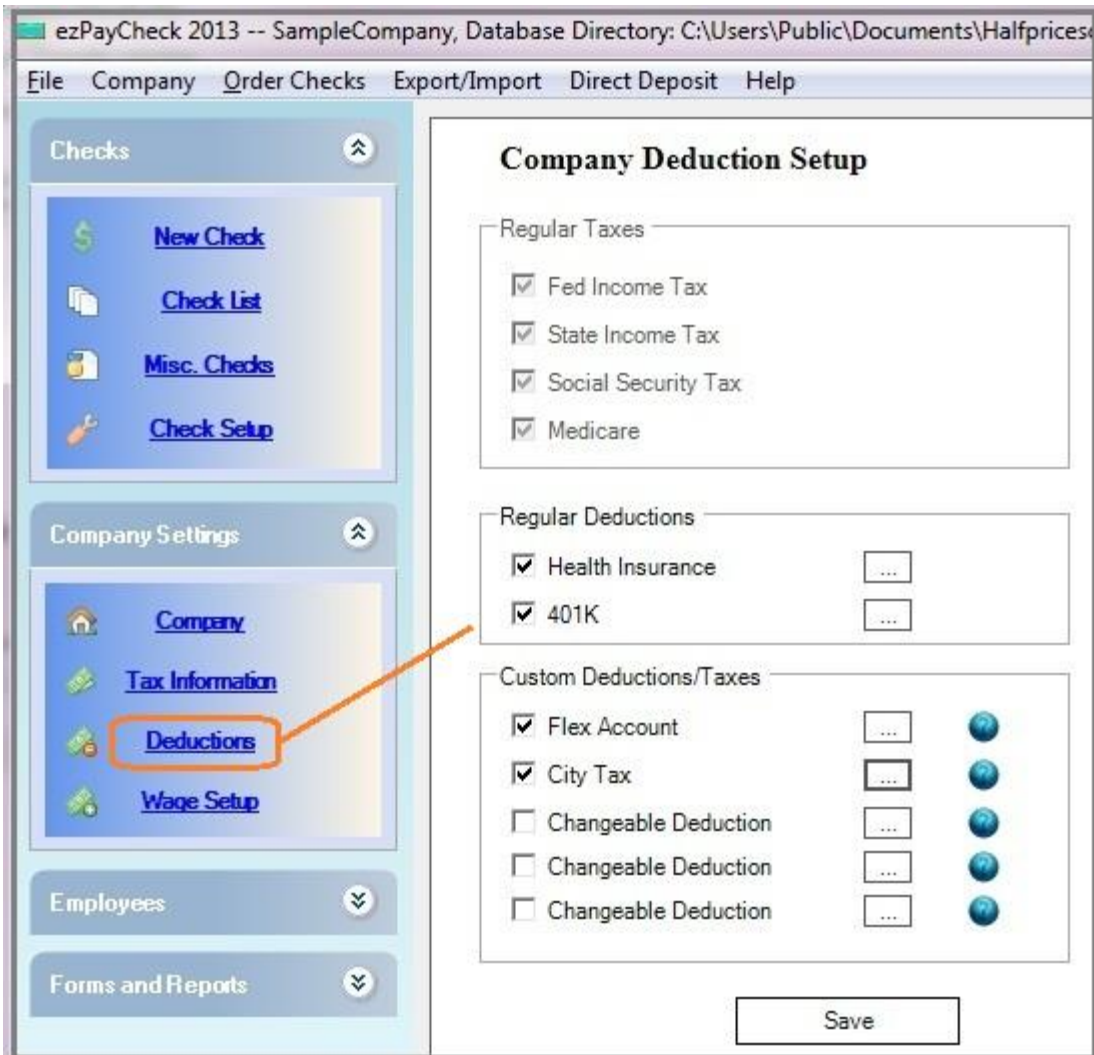 ezPayCheck 2013 -- SampleCompany, Database Directory: C:\Users\Public\Documents\Halfpricesc
File Company Order Checks Export/Import Direct Deposit Help
Checks
New Check
Check List
Misc. Checks
Check Setup
Company Settings
Company
Tax Information
Deductions
Wage Setup
Employees
Forms and Reports
Company Deduction Setup
Regular Taxes
Fed Income Tax
State Income Tax
Social Security Tax
Medicare
Regular Deductions
Health Insurance ...
401K ...
Custom Deductions/Taxes
Flex Account ... ?
City Tax ... ?
Changeable Deduction ... ?
Changeable Deduction ... ?
Changeable Deduction ... ?
Save